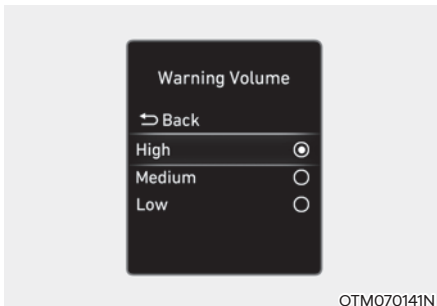 Warning Volume
Back
High
Medium
Low
OTM070141N